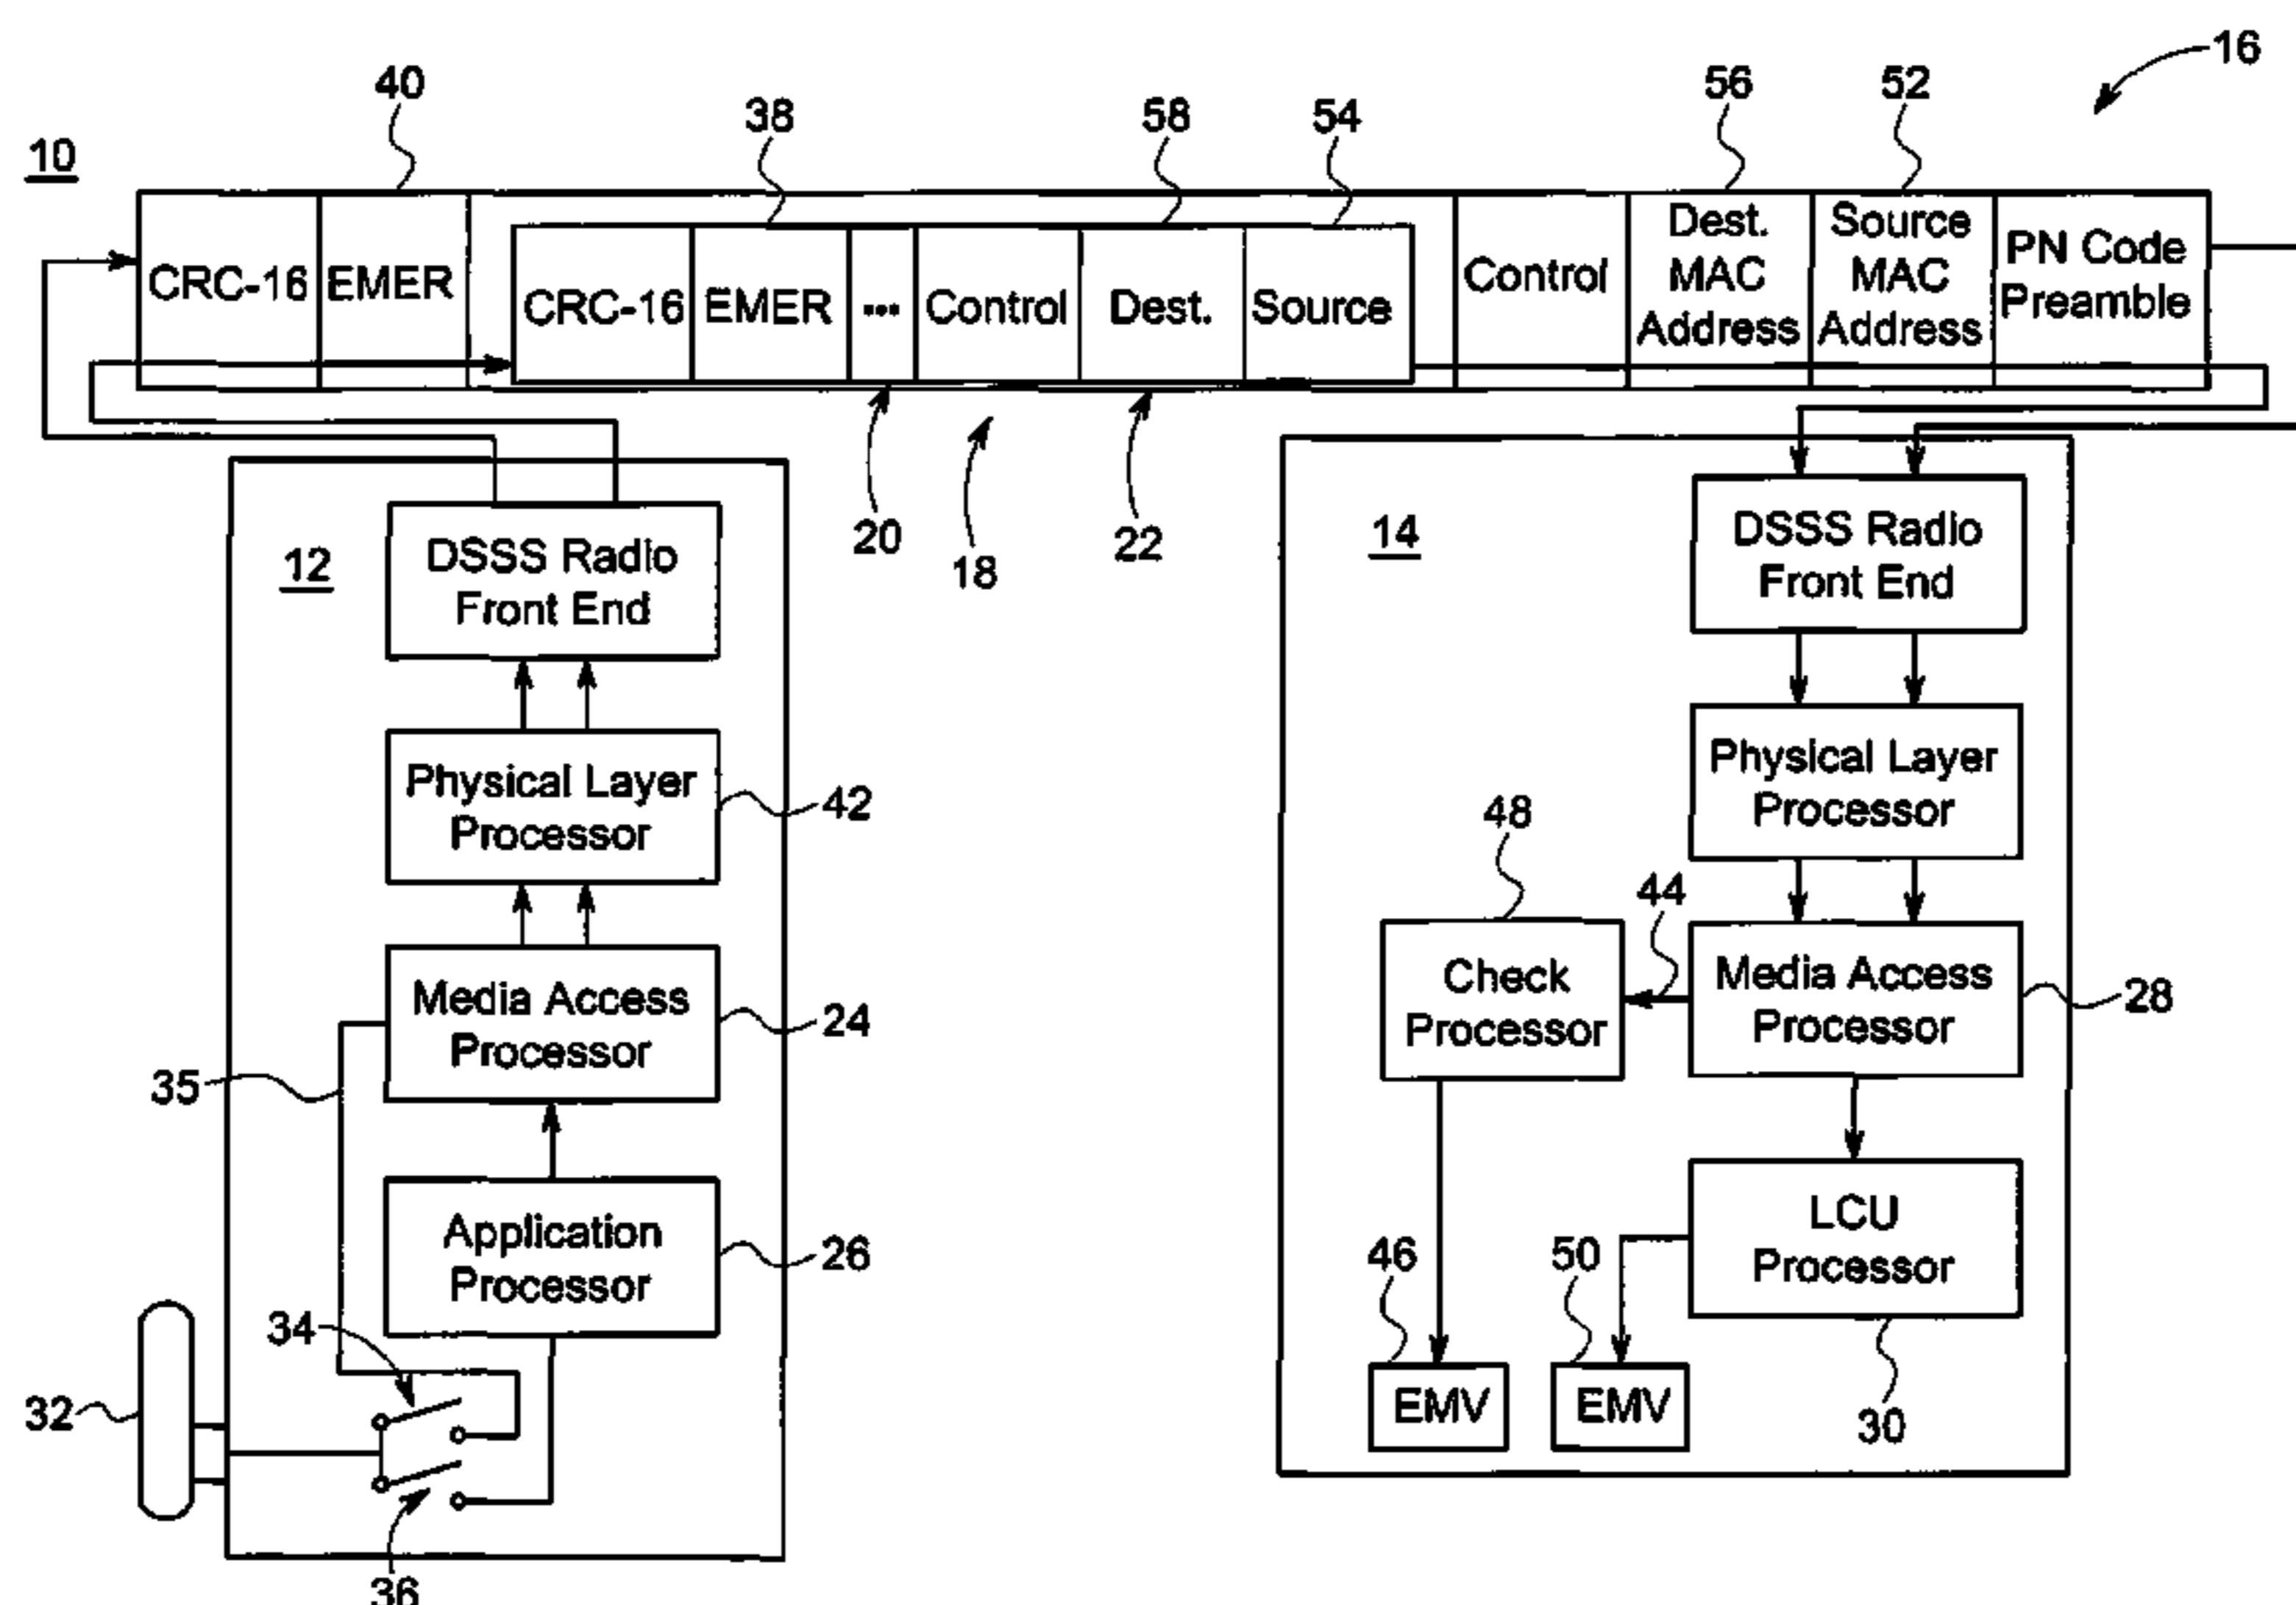 16
40
56
52
38
58
54
10
CRC-16
EMER
CRC-16
EMER
...
Control
Dest.
Source
Control
Dest.
MAC
Address
Source
MAC
Address
PN Code
Preamble
20
18
22
12
DSSS Radio
Front End
Physical Layer
Processor
42
Media Access
Processor
24
35
Application
Processor
26
34
32
36
14
DSSS Radio
Front End
Physical Layer
Processor
48
44
Check
Processor
Media Access
Processor
28
LCU
Processor
30
46
50
EMV
EMV